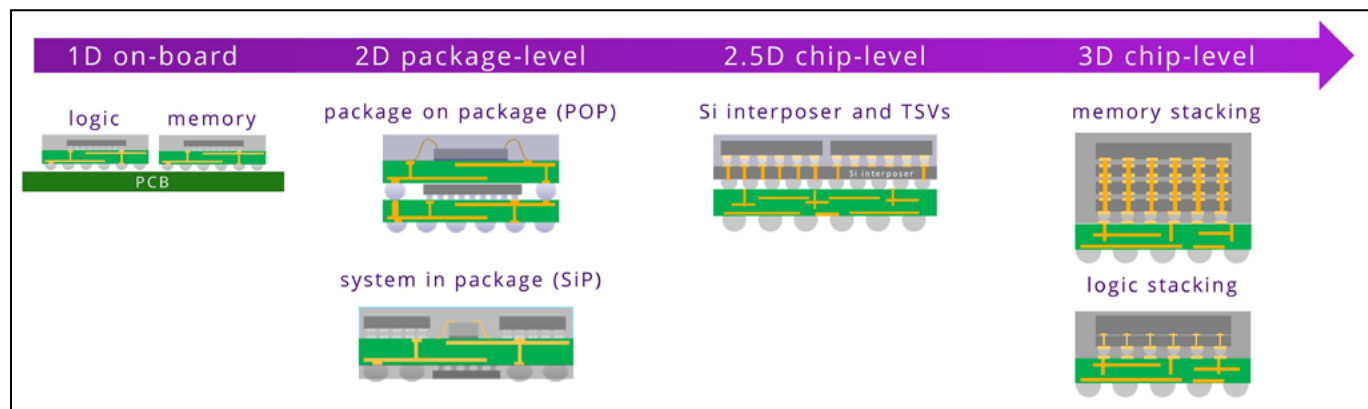 1D on-board
2D package-level
2.5D chip-level
3D chip-level
logic
memory
PCB
package on package (POP)
system in package (SiP)
Si interposer and TSVs
Si interposer
memory stacking
logic stacking